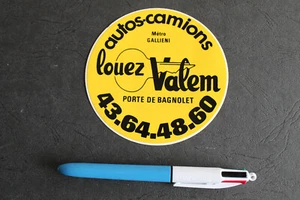 autos-camions
Métro
GALLIENI
louez Valem
PORTE DE BAGNOLET
43.64.48.60